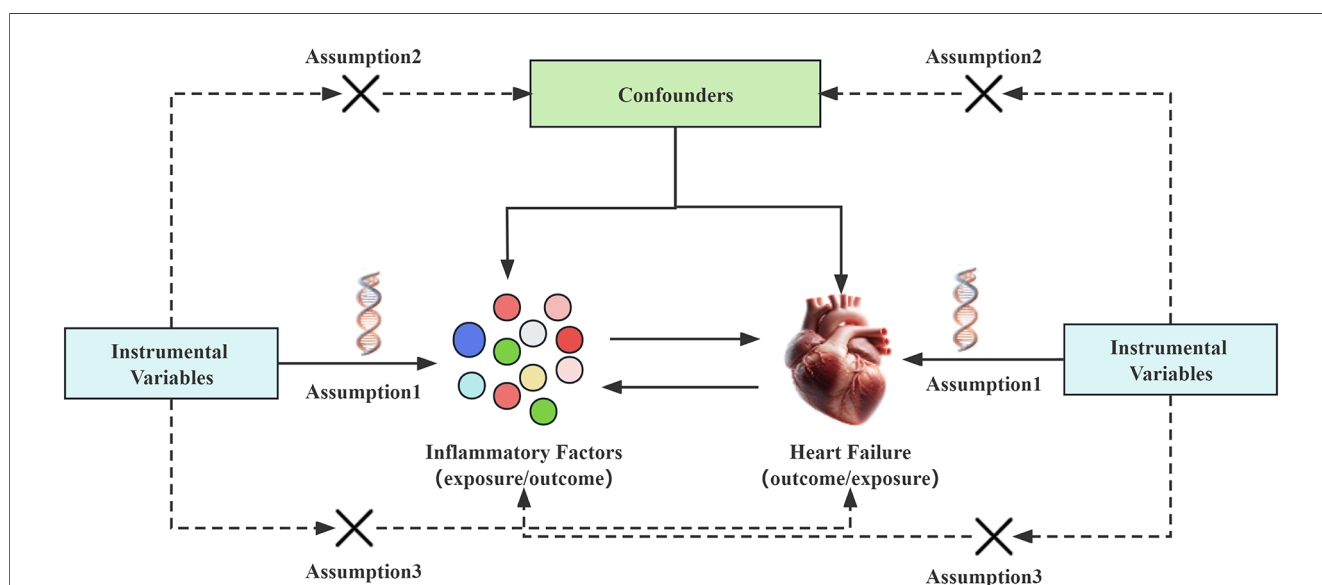 Assumption2
Assumption2
Confounders
Instrumental
Variables
Assumption1
Assumption1
Instrumental
Variables
Inflammatory Factors
(exposure/outcome)
Heart Failure
(outcome/exposure)
Assumption3
Assumption3